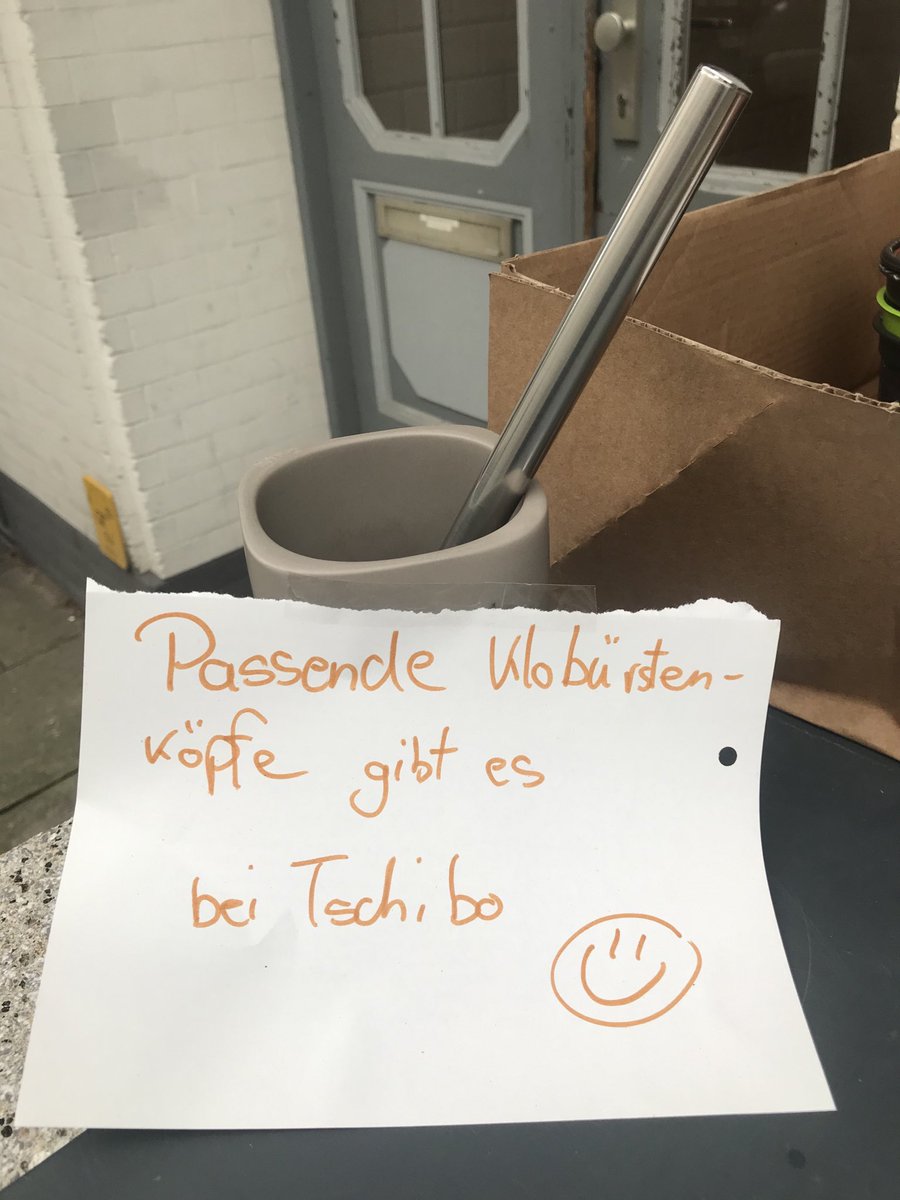 Passende Klobürsten-
köpfe gibt es
bei Tschibo